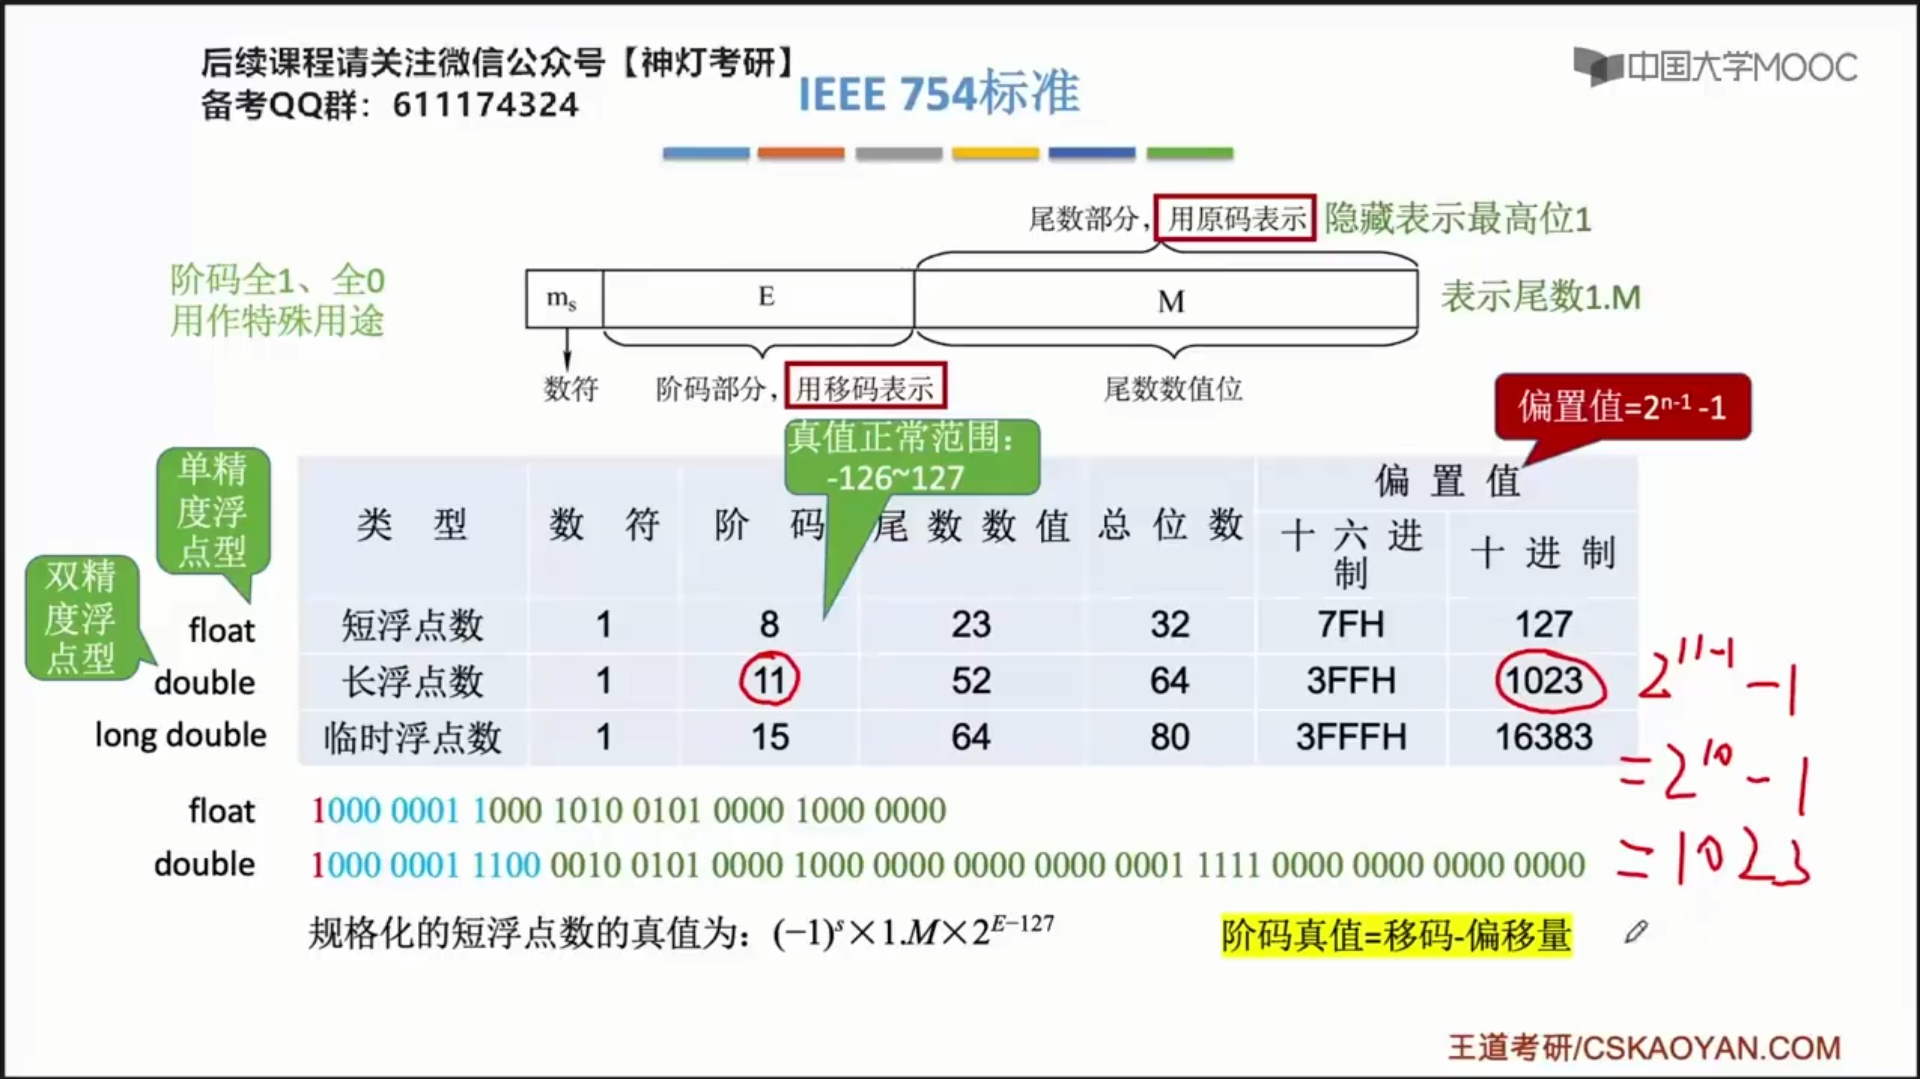 后续课程请关注微信公众号【神灯考研】
备考QQ群：611174324
IEEE 754标准
中国大学MOOC
尾数部分，用原码表示 隐藏表示最高位1
阶码全1、全0
用作特殊用途
mₛ E M
表示尾数1.M
数符 阶码部分，用移码表示 尾数数值位
偏置值=2ⁿ⁻¹ -1
真值正常范围：
-126~127
单精
度浮
点型
双精
度浮
点型
类 型 数 符 阶 码 尾数数值 总位数 偏置值
十六进制 十进制
float 短浮点数 1 8 23 32 7FH 127
double 长浮点数 1 11 52 64 3FFH 1023
long double 临时浮点数 1 15 64 80 3FFFH 16383
2¹¹⁻¹ -1
=2¹⁰-1
=1023
float 1000 0001 1000 1010 0101 0000 1000 0000
double 1000 0001 1100 0010 0101 0000 1000 0000 0000 0000 0001 1111 0000 0000 0000 0000
规格化的短浮点数的真值为：(−1)ˢ×1.M×2ᴱ⁻¹²⁷
阶码真值=移码-偏移量
王道考研/CSKAOYAN.COM